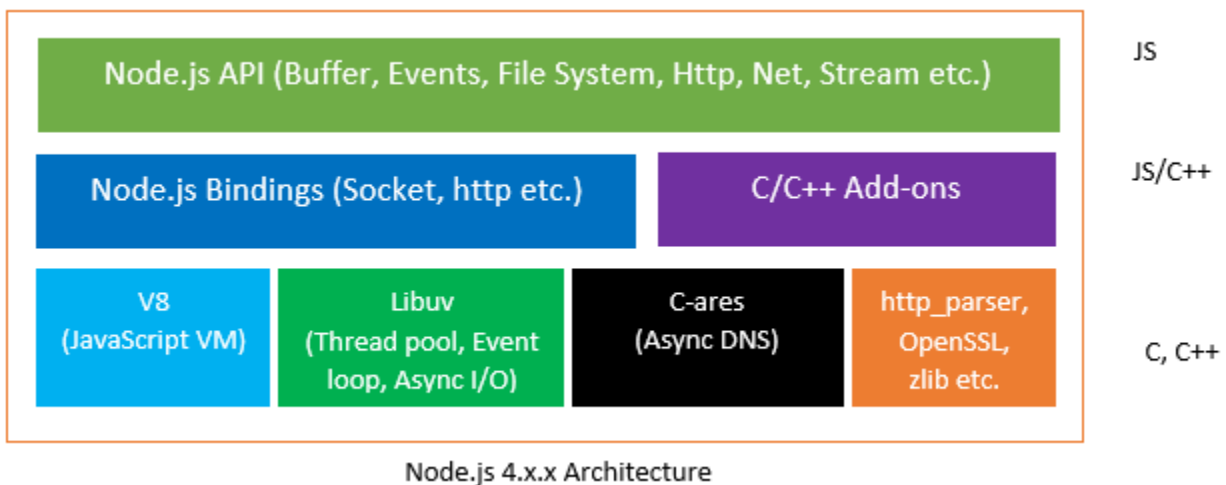 Node.js API (Buffer, Events, File System, Http, Net, Stream etc.)
JS
Node.js Bindings (Socket, http etc.)
C/C++ Add-ons
JS/C++
V8
(JavaScript VM)
Libuv
(Thread pool, Event
loop, Async I/O)
C-ares
(Async DNS)
http_parser,
OpenSSL,
zlib etc.
C, C++
Node.js 4.x.x Architecture